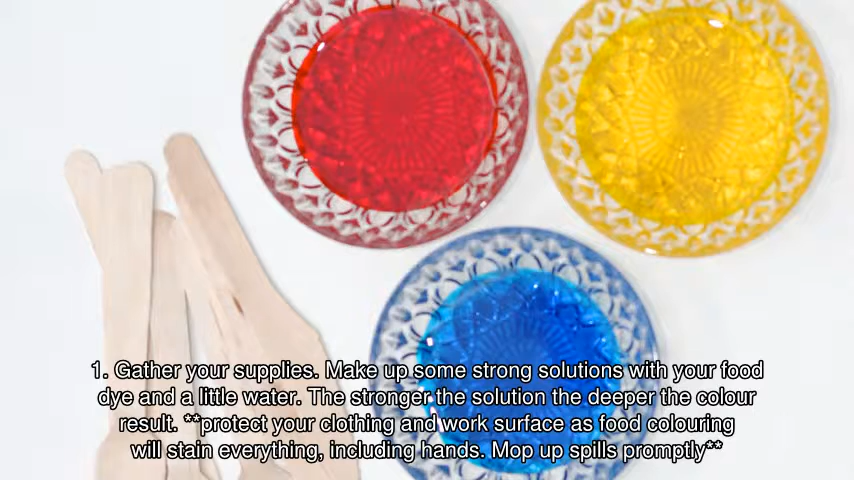 1. Gather your supplies. Make up some strong solutions with your food
dye and a little water. The stronger the solution the deeper the colour
result. **protect your clothing and work surface as food colouring
will stain everything, including hands. Mop up spills promptly**